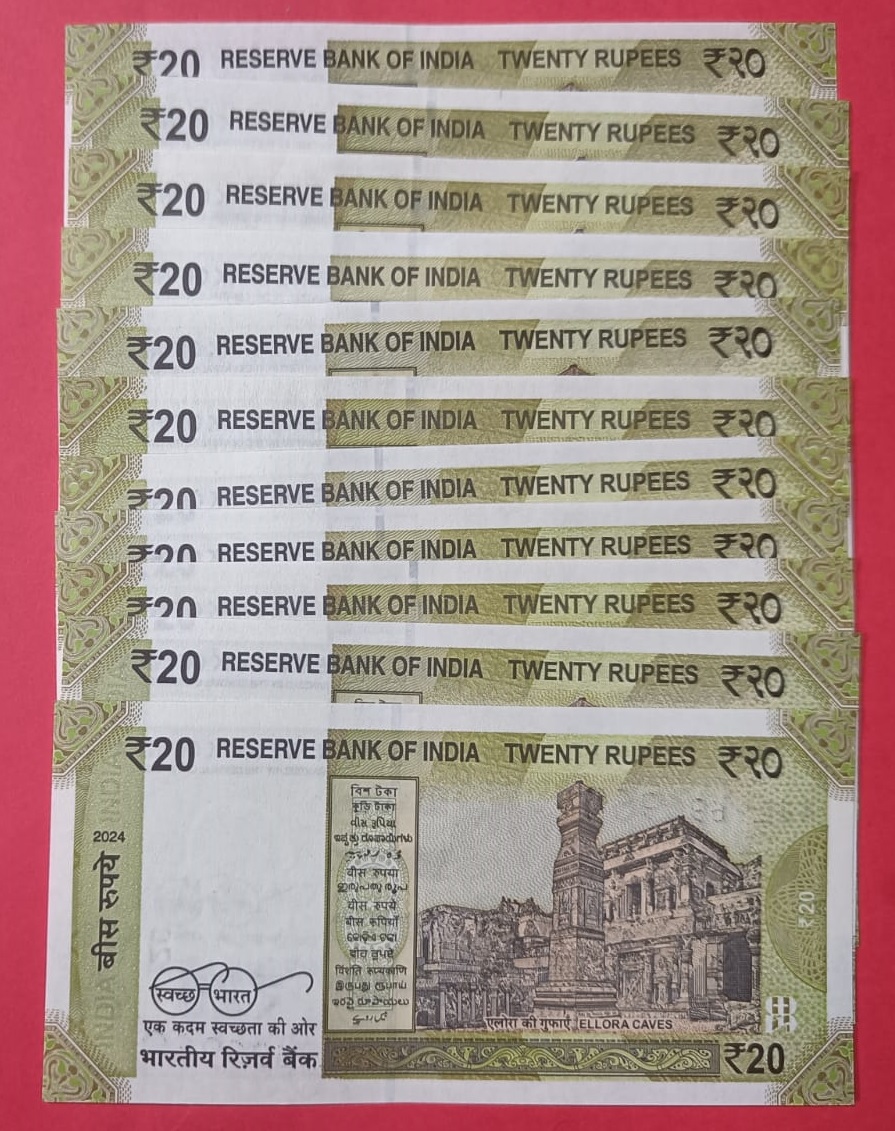 ₹20 RESERVE BANK OF INDIA TWENTY RUPEES ₹२०
₹20 RESERVE BANK OF INDIA TWENTY RUPEES ₹२०
₹20 RESERVE BANK OF INDIA TWENTY RUPEES ₹२०
₹20 RESERVE BANK OF INDIA TWENTY RUPEES ₹२०
₹20 RESERVE BANK OF INDIA TWENTY RUPEES ₹२०
₹20 RESERVE BANK OF INDIA TWENTY RUPEES ₹२०
₹20 RESERVE BANK OF INDIA TWENTY RUPEES ₹२०
₹20 RESERVE BANK OF INDIA TWENTY RUPEES ₹२०
₹20 RESERVE BANK OF INDIA TWENTY RUPEES ₹२०
₹20 RESERVE BANK OF INDIA TWENTY RUPEES ₹२०
₹20 RESERVE BANK OF INDIA TWENTY RUPEES ₹२०
2024
बीस रुपये
₹20
स्वच्छ भारत
एक कदम स्वच्छता की ओर
भारतीय रिज़र्व बैंक
एलोरा की गुफाएं ELLORA CAVES
₹20